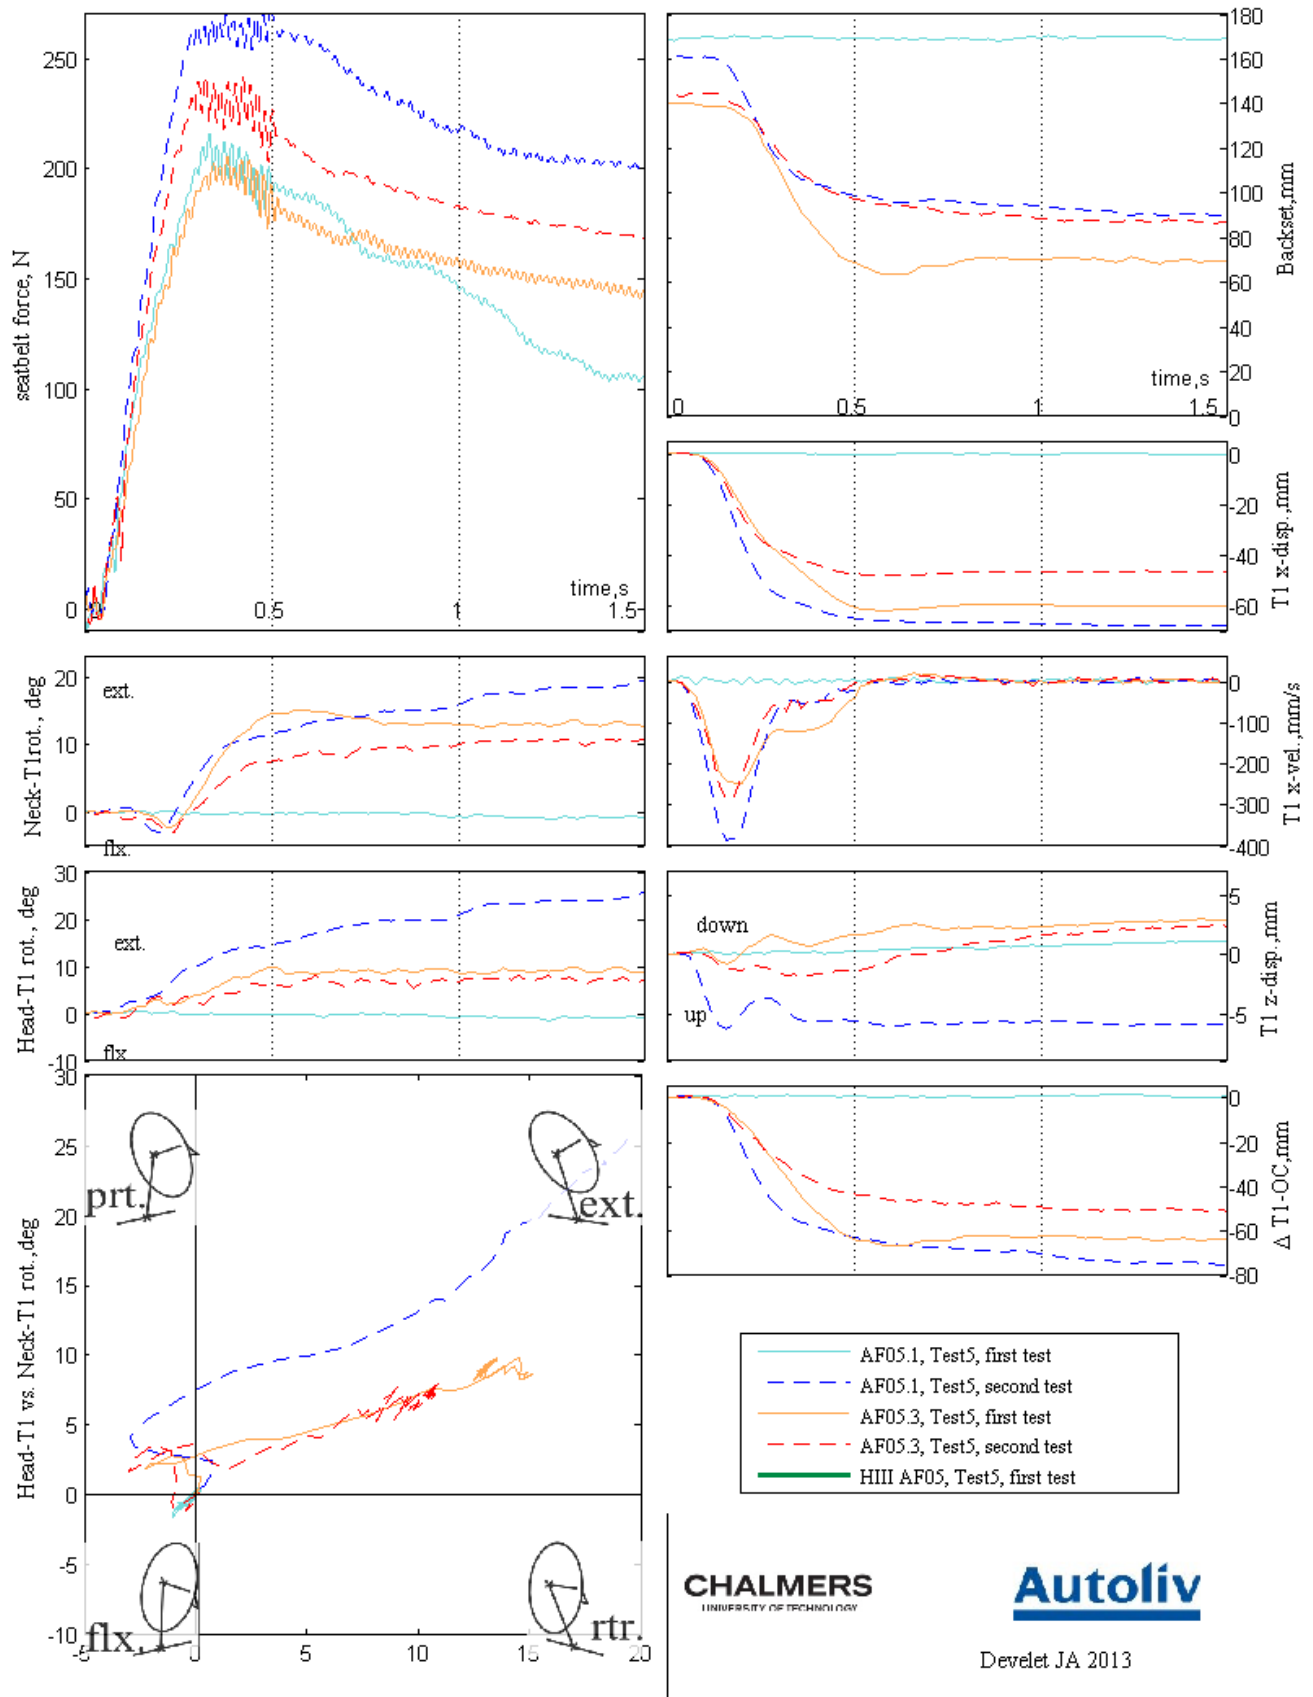 250
200
150
100
50
0
seatbelt force, N
time,s
0
0.5
1
1.5
180
160
140
120
100
80
60
40
20
0
Backset,mm
time,s
0
0.5
1
1.5
0
-20
-40
-60
T1 x-disp.,mm
20
10
0
Neck-T1rot., deg
ext.
flx.
0
-100
-200
-300
-400
T1 x-vel.,mm/s
30
20
10
0
-10
Head-T1 rot., deg
ext.
flx
5
0
-5
T1 z-disp.,mm
down
up
30
25
20
15
10
5
0
-5
-10
Head-T1 vs. Neck-T1 rot.,deg
prt.
ext.
flx.
rtr.
-5
0
5
10
15
20
0
-20
-40
-60
-80
Δ T1-OC,mm
AF05.1, Test5, first test
AF05.1, Test5, second test
AF05.3, Test5, first test
AF05.3, Test5, second test
HIII AF05, Test5, first test
CHALMERS
UNIVERSITY OF TECHNOLOGY
Autoliv
Develet JA 2013